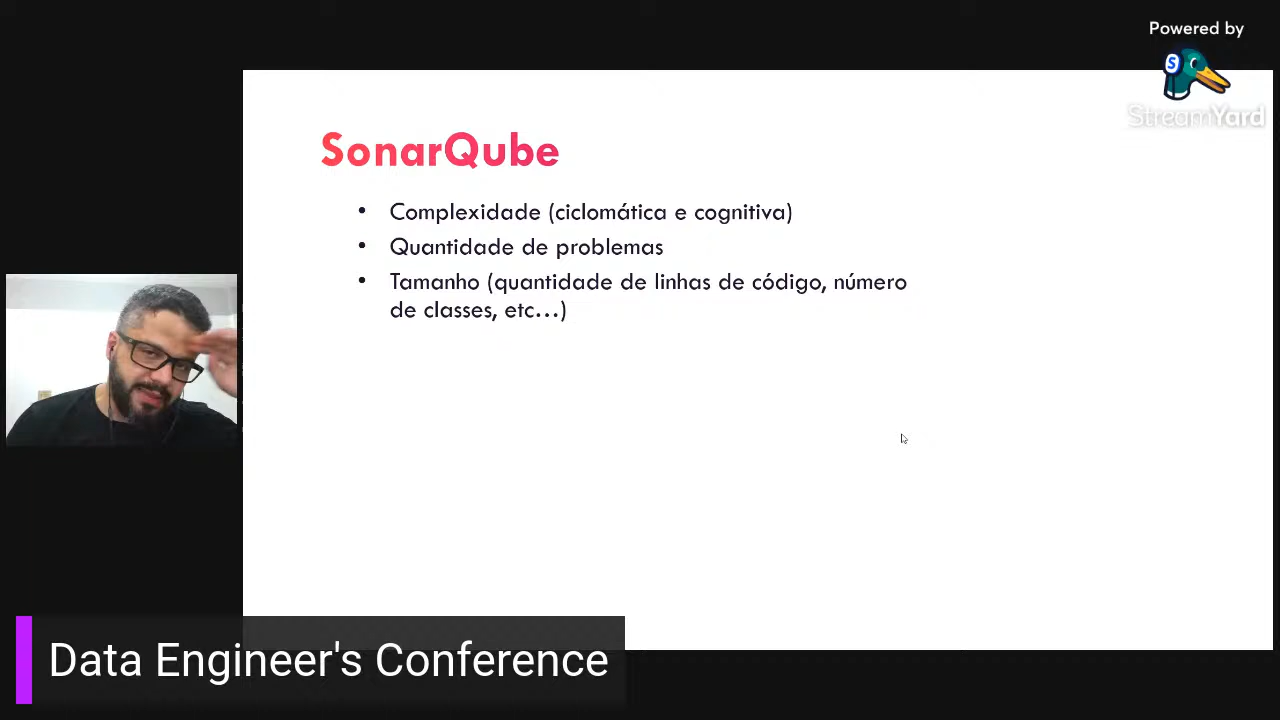 Powered by
S
StreamYard
SonarQube
• Complexidade (ciclomática e cognitiva)
• Quantidade de problemas
• Tamanho (quantidade de linhas de código, número
de classes, etc...)
Data Engineer's Conference